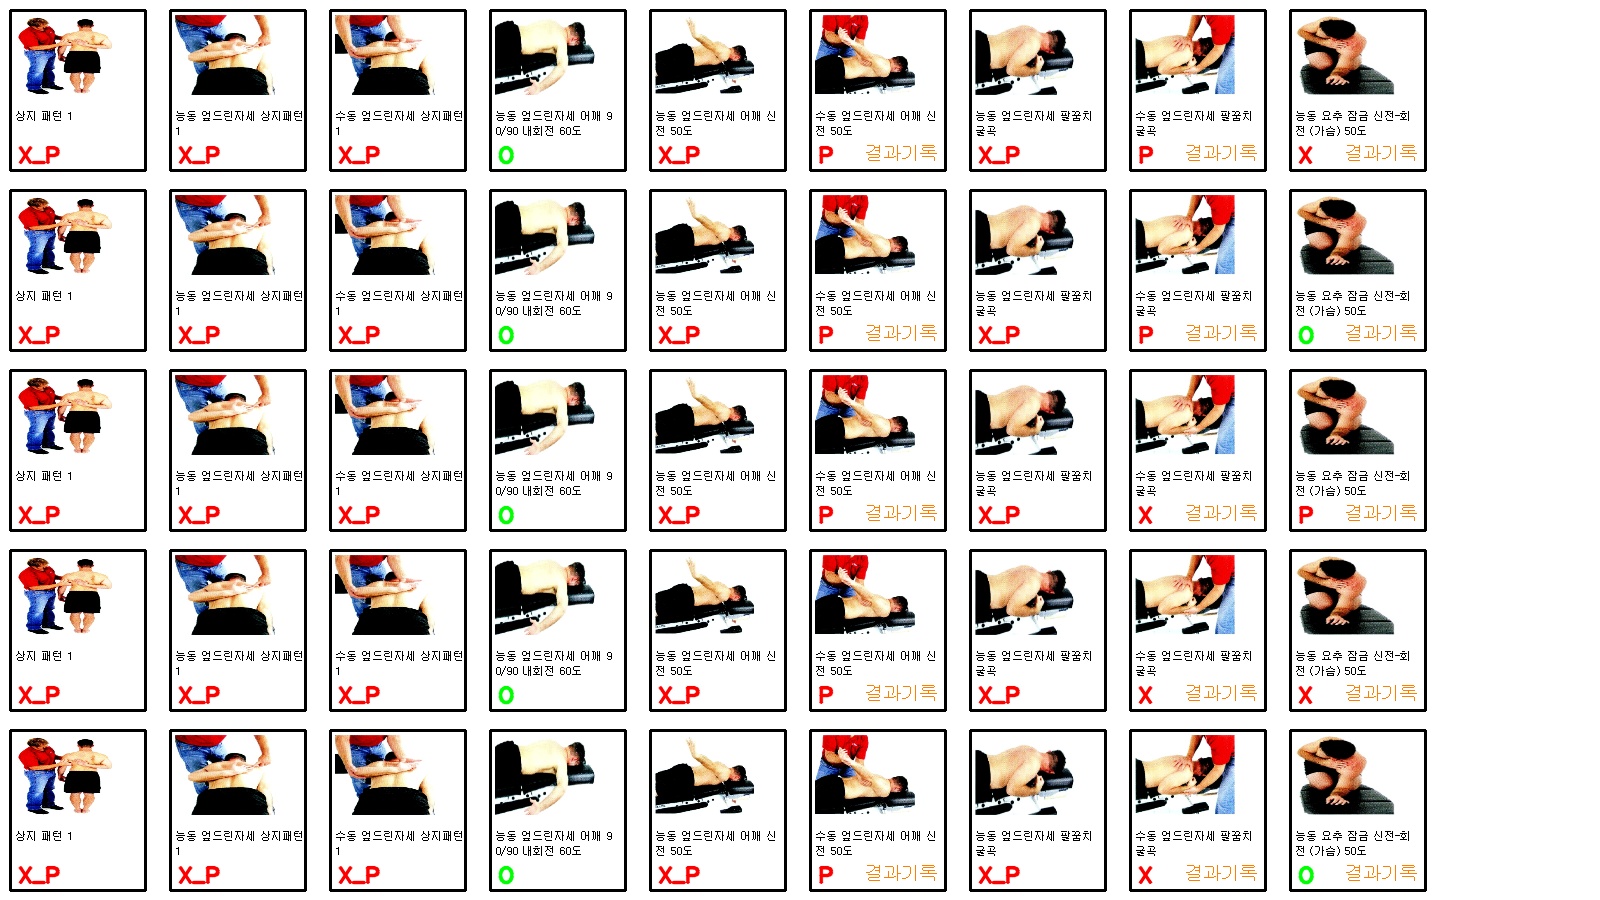 상지 패턴 1
X_P
능동 엎드린자세 상지패턴
1
X_P
수동 엎드린자세 상지패턴
1
X_P
능동 엎드린자세 어깨 9
0/90 내회전 60도
O
능동 엎드린자세 어깨 신
전 50도
X_P
수동 엎드린자세 어깨 신
전 50도
P 결과기록
능동 엎드린자세 팔꿈치
굴곡
X_P
수동 엎드린자세 팔꿈치
굴곡
P 결과기록
능동 요추 잠금 신전-회
전 (가슴) 50도
X 결과기록
상지 패턴 1
X_P
능동 엎드린자세 상지패턴
1
X_P
수동 엎드린자세 상지패턴
1
X_P
능동 엎드린자세 어깨 9
0/90 내회전 60도
O
능동 엎드린자세 어깨 신
전 50도
X_P
수동 엎드린자세 어깨 신
전 50도
P 결과기록
능동 엎드린자세 팔꿈치
굴곡
X_P
수동 엎드린자세 팔꿈치
굴곡
P 결과기록
능동 요추 잠금 신전-회
전 (가슴) 50도
O 결과기록
상지 패턴 1
X_P
능동 엎드린자세 상지패턴
1
X_P
수동 엎드린자세 상지패턴
1
X_P
능동 엎드린자세 어깨 9
0/90 내회전 60도
O
능동 엎드린자세 어깨 신
전 50도
X_P
수동 엎드린자세 어깨 신
전 50도
P 결과기록
능동 엎드린자세 팔꿈치
굴곡
X_P
수동 엎드린자세 팔꿈치
굴곡
X 결과기록
능동 요추 잠금 신전-회
전 (가슴) 50도
P 결과기록
상지 패턴 1
X_P
능동 엎드린자세 상지패턴
1
X_P
수동 엎드린자세 상지패턴
1
X_P
능동 엎드린자세 어깨 9
0/90 내회전 60도
O
능동 엎드린자세 어깨 신
전 50도
X_P
수동 엎드린자세 어깨 신
전 50도
P 결과기록
능동 엎드린자세 팔꿈치
굴곡
X_P
수동 엎드린자세 팔꿈치
굴곡
X 결과기록
능동 요추 잠금 신전-회
전 (가슴) 50도
X 결과기록
상지 패턴 1
X_P
능동 엎드린자세 상지패턴
1
X_P
수동 엎드린자세 상지패턴
1
X_P
능동 엎드린자세 어깨 9
0/90 내회전 60도
O
능동 엎드린자세 어깨 신
전 50도
X_P
수동 엎드린자세 어깨 신
전 50도
P 결과기록
능동 엎드린자세 팔꿈치
굴곡
X_P
수동 엎드린자세 팔꿈치
굴곡
X 결과기록
능동 요추 잠금 신전-회
전 (가슴) 50도
O 결과기록